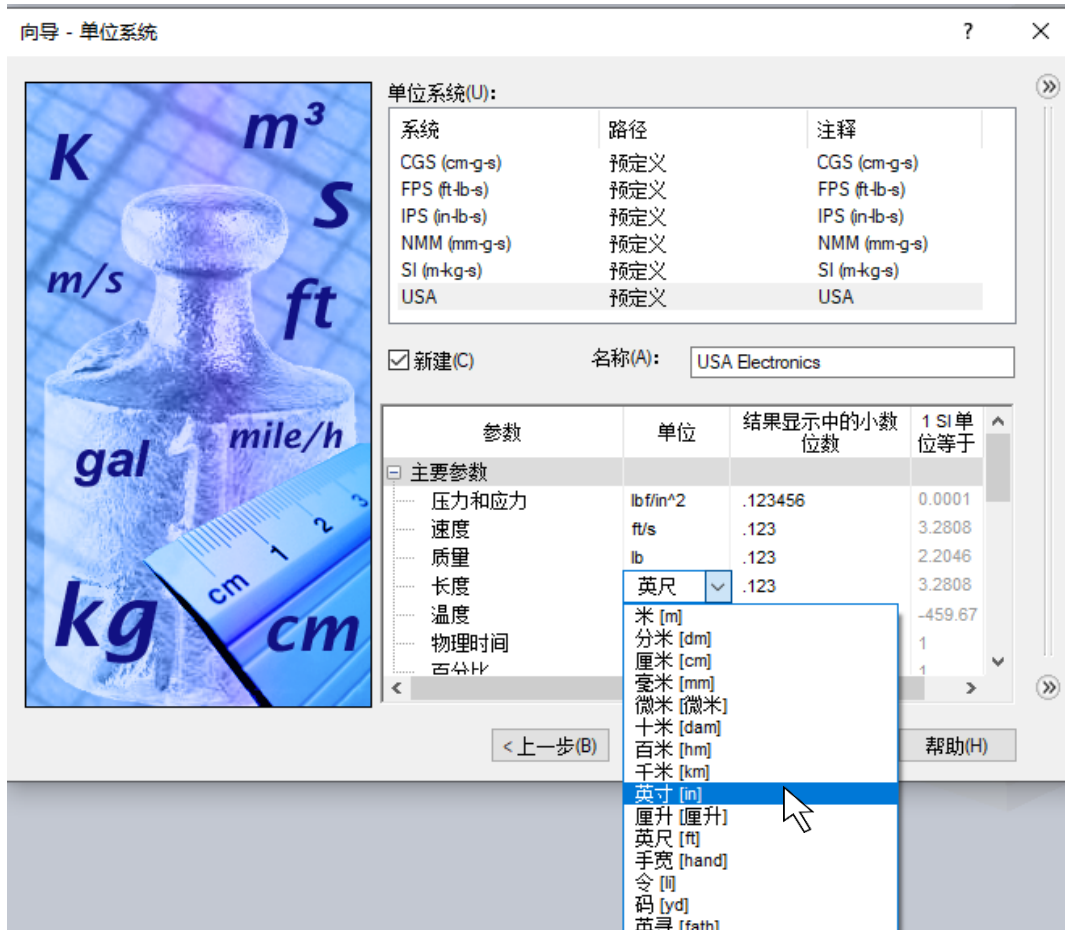 向导 - 单位系统
?
K
m³
s
m/s
ft
gal
mile/h
cm 1 2 3
kg
cm
单位系统(U):
系统 路径 注释
CGS (cm-g-s) 预定义 CGS (cm-g-s)
FPS (ft-lb-s) 预定义 FPS (ft-lb-s)
IPS (in-lb-s) 预定义 IPS (in-lb-s)
NMM (mm-g-s) 预定义 NMM (mm-g-s)
SI (m-kg-s) 预定义 SI (m-kg-s)
USA 预定义 USA
新建(C) 名称(A): USA Electronics
参数 单位 结果显示中的小数位数 1 SI 单位等于
主要参数
压力和应力 lbf/in^2 .123456 0.0001
速度 ft/s .123 3.2808
质量 lb .123 2.2046
长度 英尺 .123 3.2808
温度 -459.67
物理时间 1
百分比 1
米 [m]
分米 [dm]
厘米 [cm]
毫米 [mm]
微米 [微米]
十米 [dam]
百米 [hm]
千米 [km]
英寸 [in]
厘升 [厘升]
英尺 [ft]
手宽 [hand]
令 [li]
码 [yd]
英寻 [fath]
<上一步(B) 帮助(H)